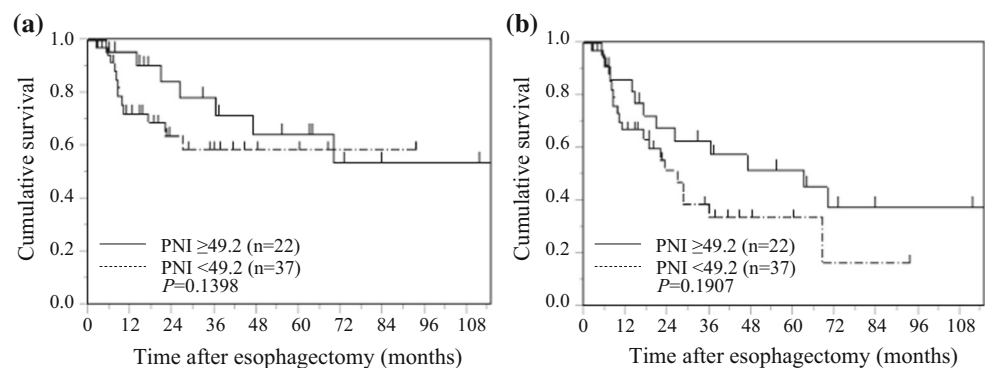 (a)
Cumulative survival
1.0
0.8
0.6
0.4
0.2
0.0
PNI ≥49.2 (n=22)
PNI <49.2 (n=37)
P=0.1398
0 12 24 36 48 60 72 84 96 108
Time after esophagectomy (months)
(b)
Cumulative survival
1.0
0.8
0.6
0.4
0.2
0.0
PNI ≥49.2 (n=22)
PNI <49.2 (n=37)
P=0.1907
0 12 24 36 48 60 72 84 96 108
Time after esophagectomy (months)